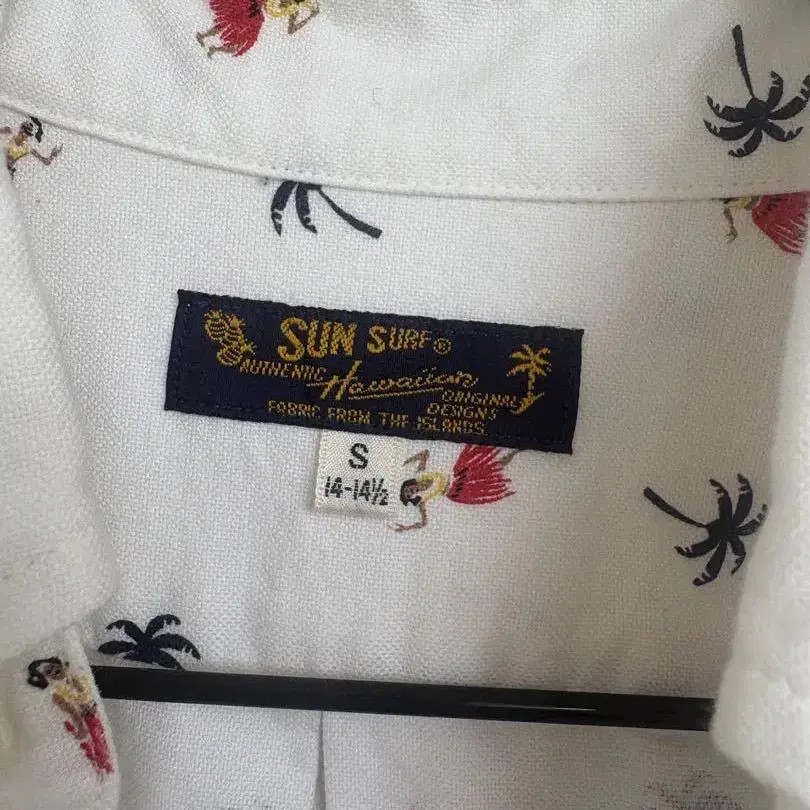 SUN SURF®
AUTHENTIC Hawaiian ORIGINAL DESIGNS
FABRIC FROM THE ISLANDS.
S
14-14½